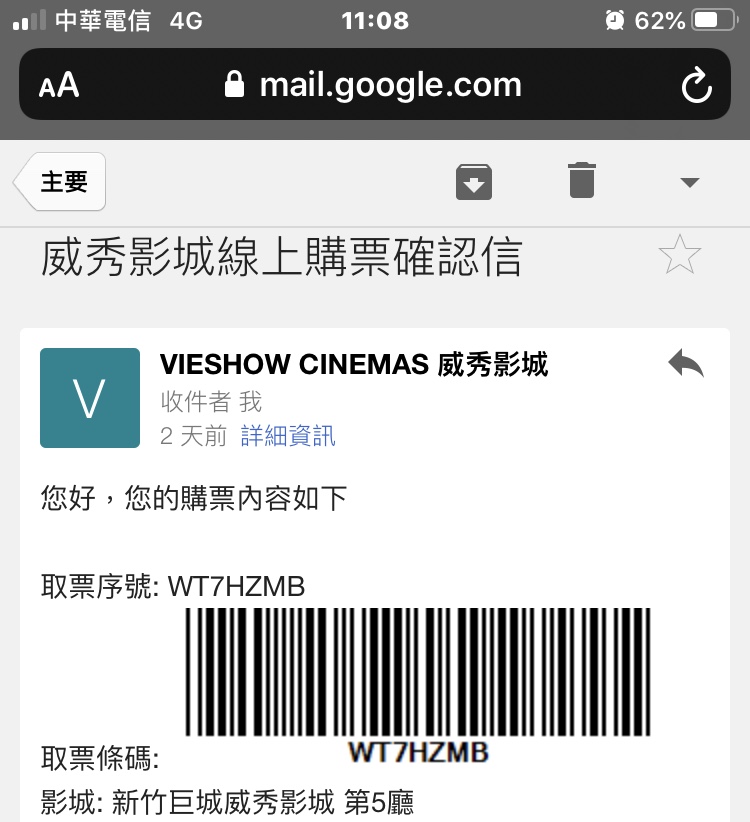 中華電信 4G 11:08 62%
AA mail.google.com
主要
威秀影城線上購票確認信
V
VIESHOW CINEMAS 威秀影城
收件者 我
2 天前 詳細資訊
您好，您的購票內容如下
取票序號: WT7HZMB
WT7HZMB
取票條碼:
影城: 新竹巨城威秀影城 第5廳